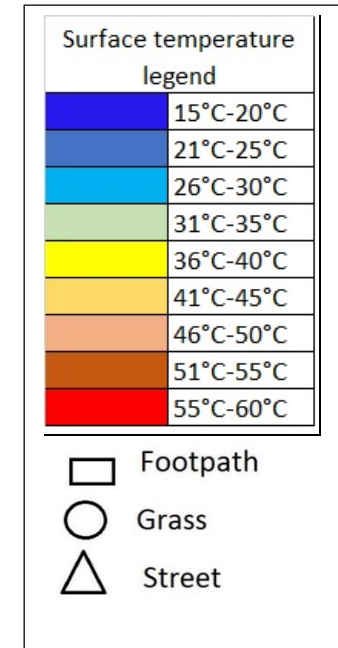 Surface temperature
legend
15°C-20°C
21°C-25°C
26°C-30°C
31°C-35°C
36°C-40°C
41°C-45°C
46°C-50°C
51°C-55°C
55°C-60°C
Footpath
Grass
Street